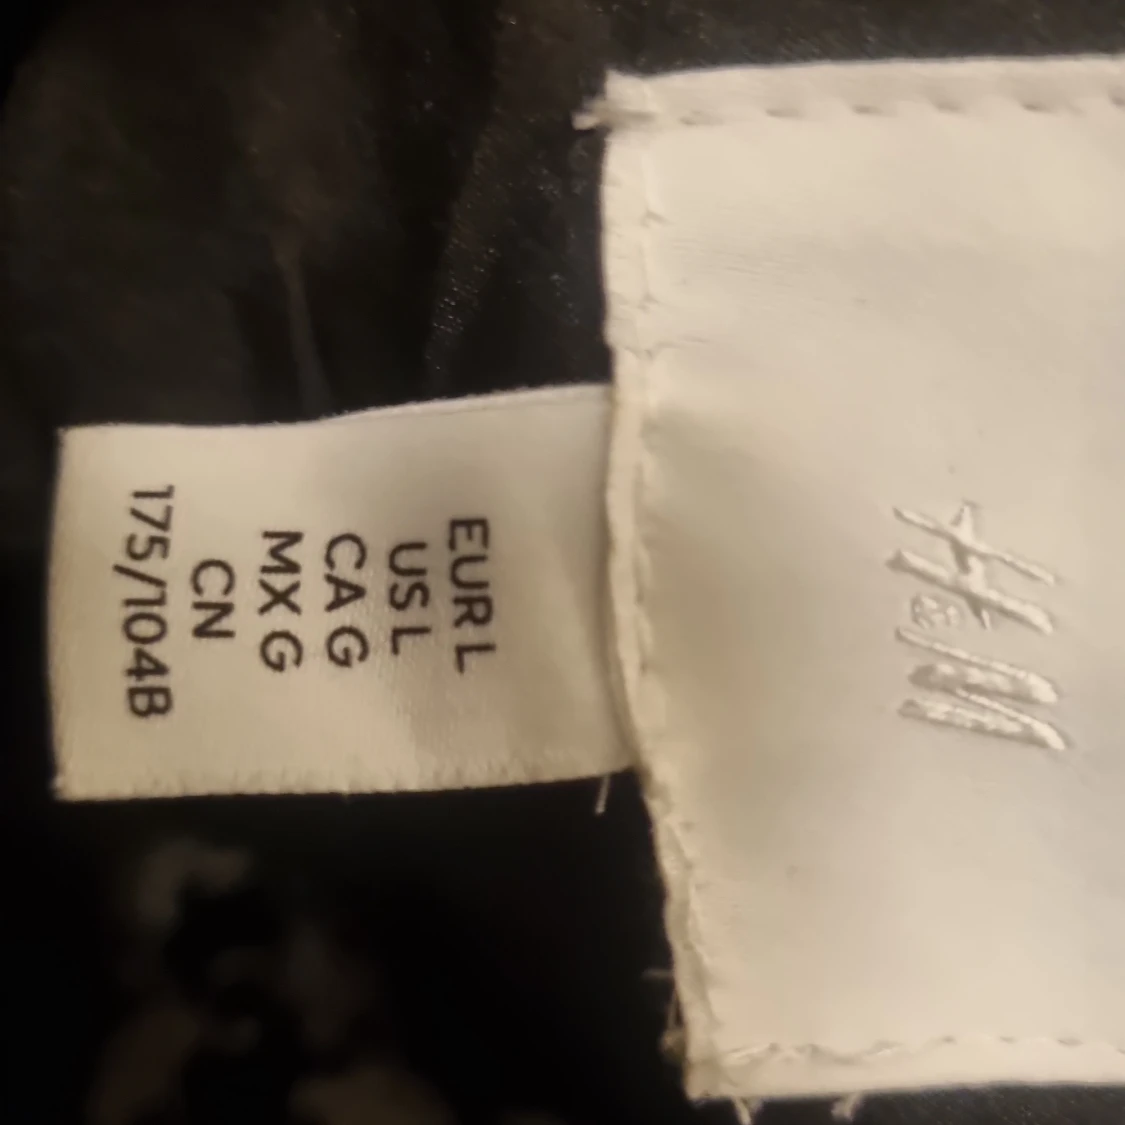 H&M
EUR L
US L
CA G
MX G
CN
175/104B